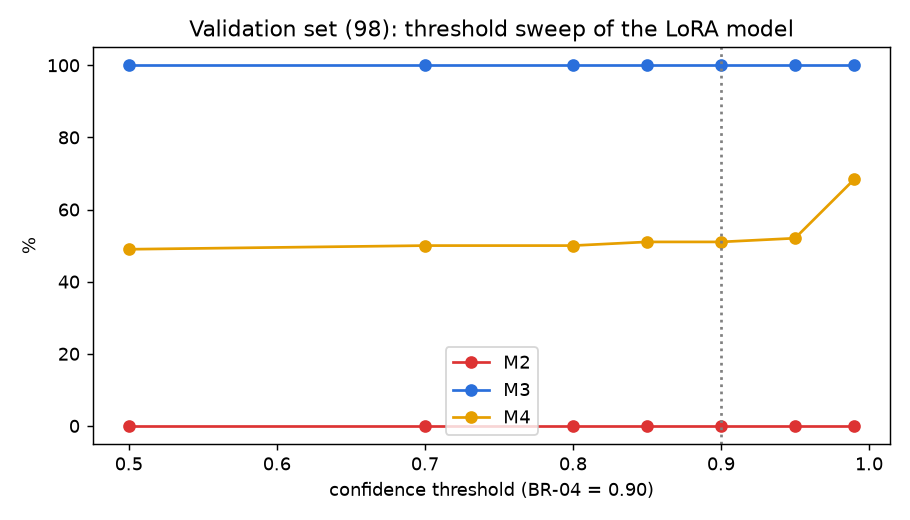 Validation set (98): threshold sweep of the LoRA model
%
100
80
60
40
20
0
M2
M3
M4
0.5 0.6 0.7 0.8 0.9 1.0
confidence threshold (BR-04 = 0.90)